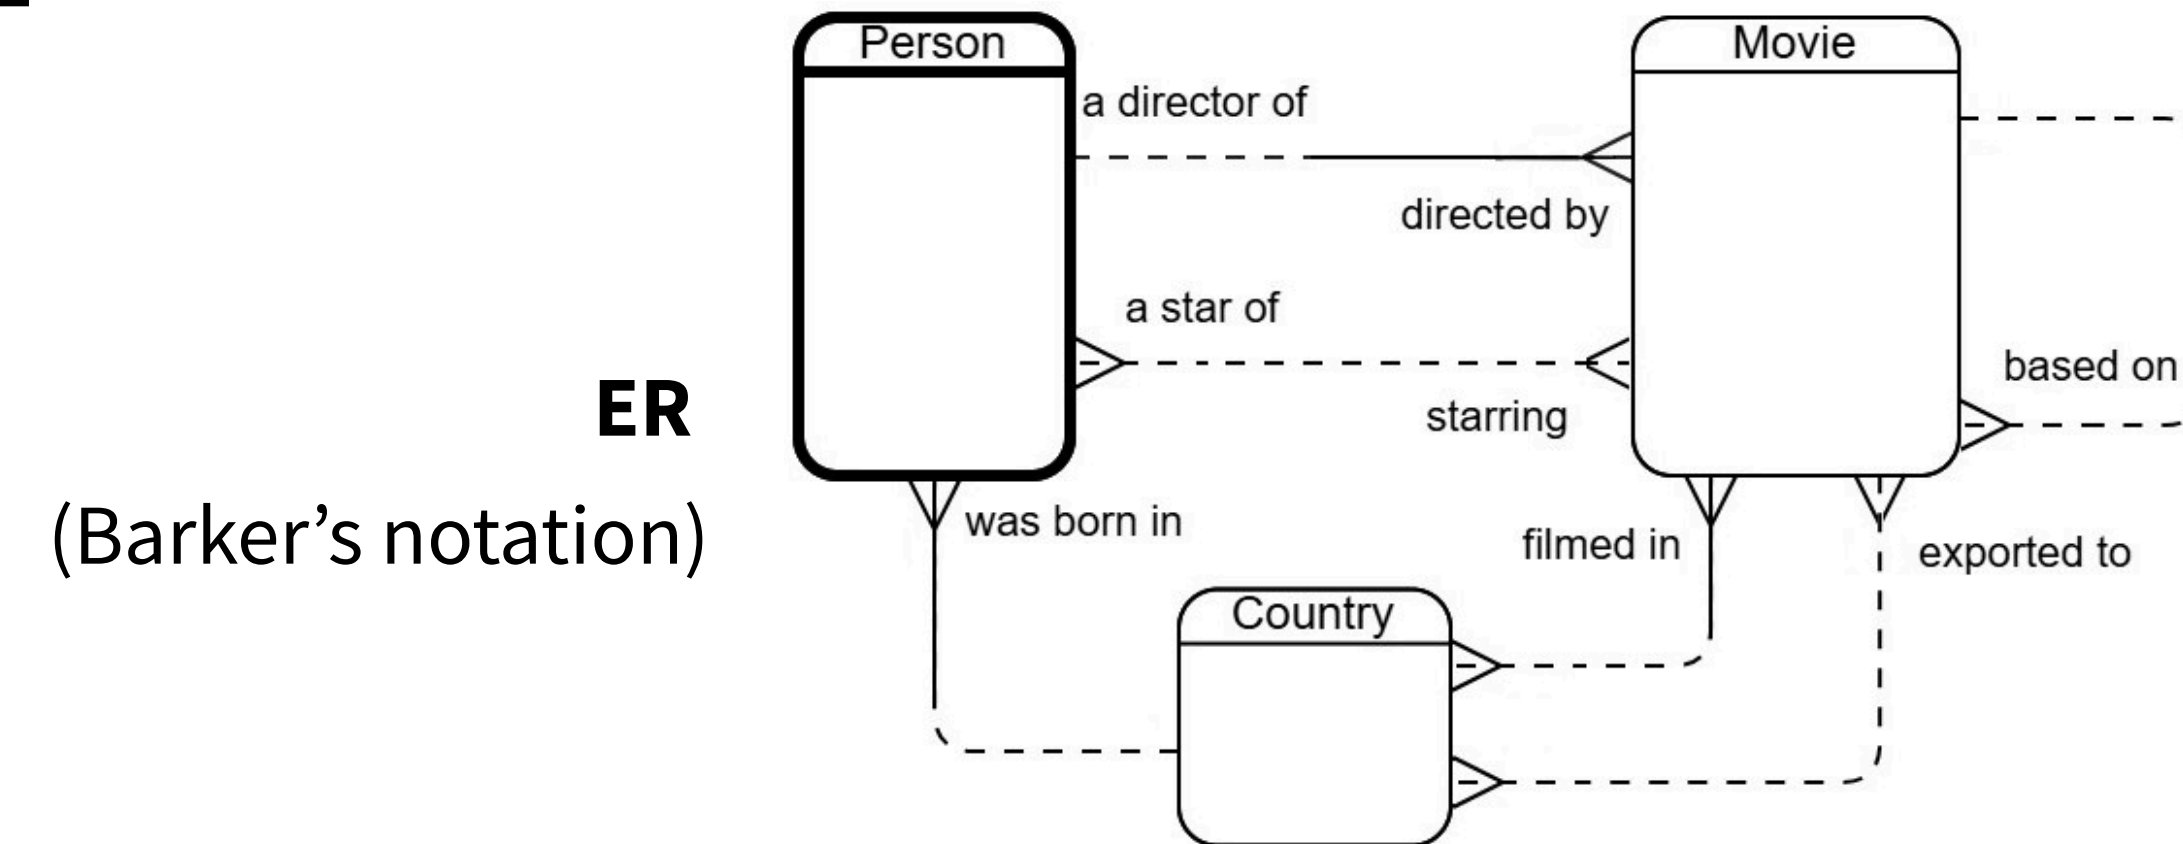 Person
Movie
a director of
directed by
a star of
starring
based on
ER
(Barker’s notation)
was born in
filmed in
exported to
Country